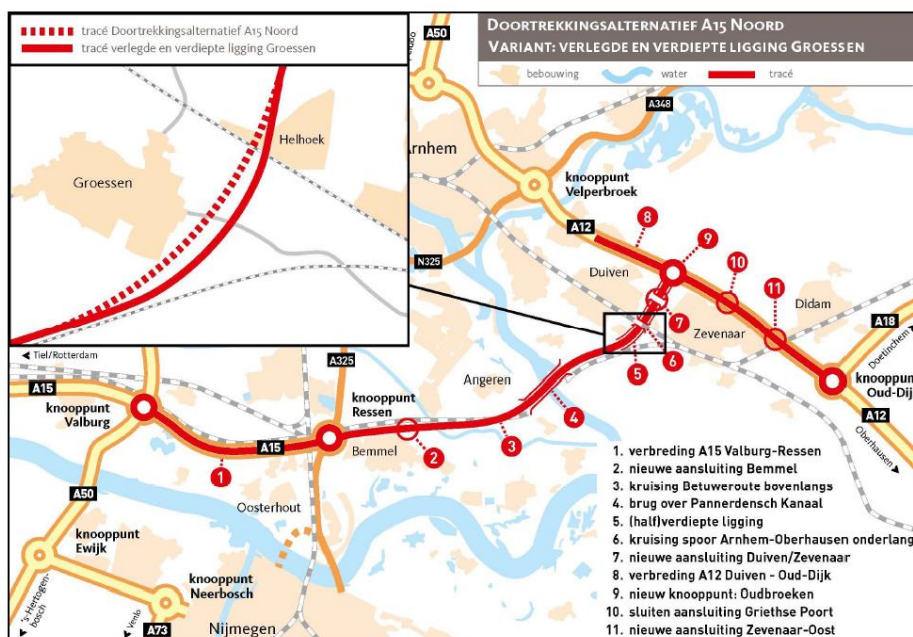 tracé Doortrekkingsalternatief A15 Noord
tracé verlegde en verdiepte ligging Groessen
Helhoek
Groessen
DOORTREKKINGSALTERNATIEF A15 NOORD
VARIANT: VERLEGDE EN VERDIEPTE LIGGING GROESSEN
bebouwing
water
tracé
A50
A348
Arnhem
knooppunt
Velperbroek
A12
8
9
10
11
N325
Duiven
Didam
7
Zevenaar
A18
Doetinchem
6
5
knooppunt
Oud-Dijk
A12
Oberhausen
Tiel/Rotterdam
A325
Angeren
4
A15
knooppunt
Valburg
knooppunt
Ressen
A15
Bemmel
1
2
3
A50
Oosterhout
knooppunt
Ewijk
knooppunt
Neerbosch
's-Hertogen-
bosch
Venlo
A73
Nijmegen
1. verbreding A15 Valburg-Ressen
2. nieuwe aansluiting Bemmel
3. kruising Betuweroute bovenlangs
4. brug over Pannerdensch Kanaal
5. (half)verdiepte ligging
6. kruising spoor Arnhem-Oberhausen onderlang
7. nieuwe aansluiting Duiven/Zevenaar
8. verbreding A12 Duiven - Oud-Dijk
9. nieuw knooppunt: Oudbroeken
10. sluiten aansluiting Griethse Poort
11. nieuwe aansluiting Zevenaar-Oost